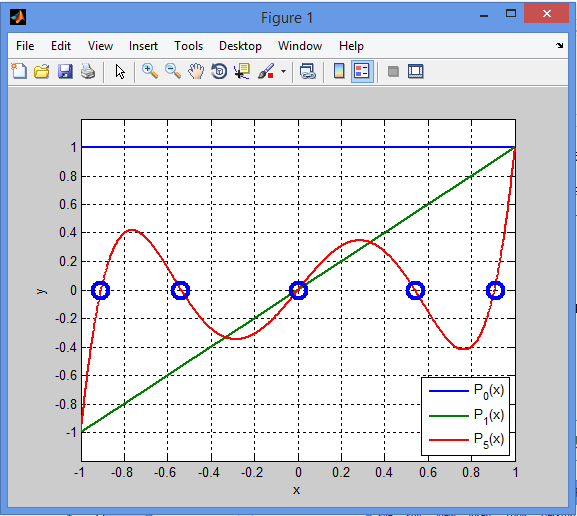 Figure 1
File Edit View Insert Tools Desktop Window Help
1
0.8
0.6
0.4
0.2
0
-0.2
-0.4
-0.6
-0.8
-1
y
-1 -0.8 -0.6 -0.4 -0.2 0 0.2 0.4 0.6 0.8 1
x
P0(x)
P1(x)
P5(x)